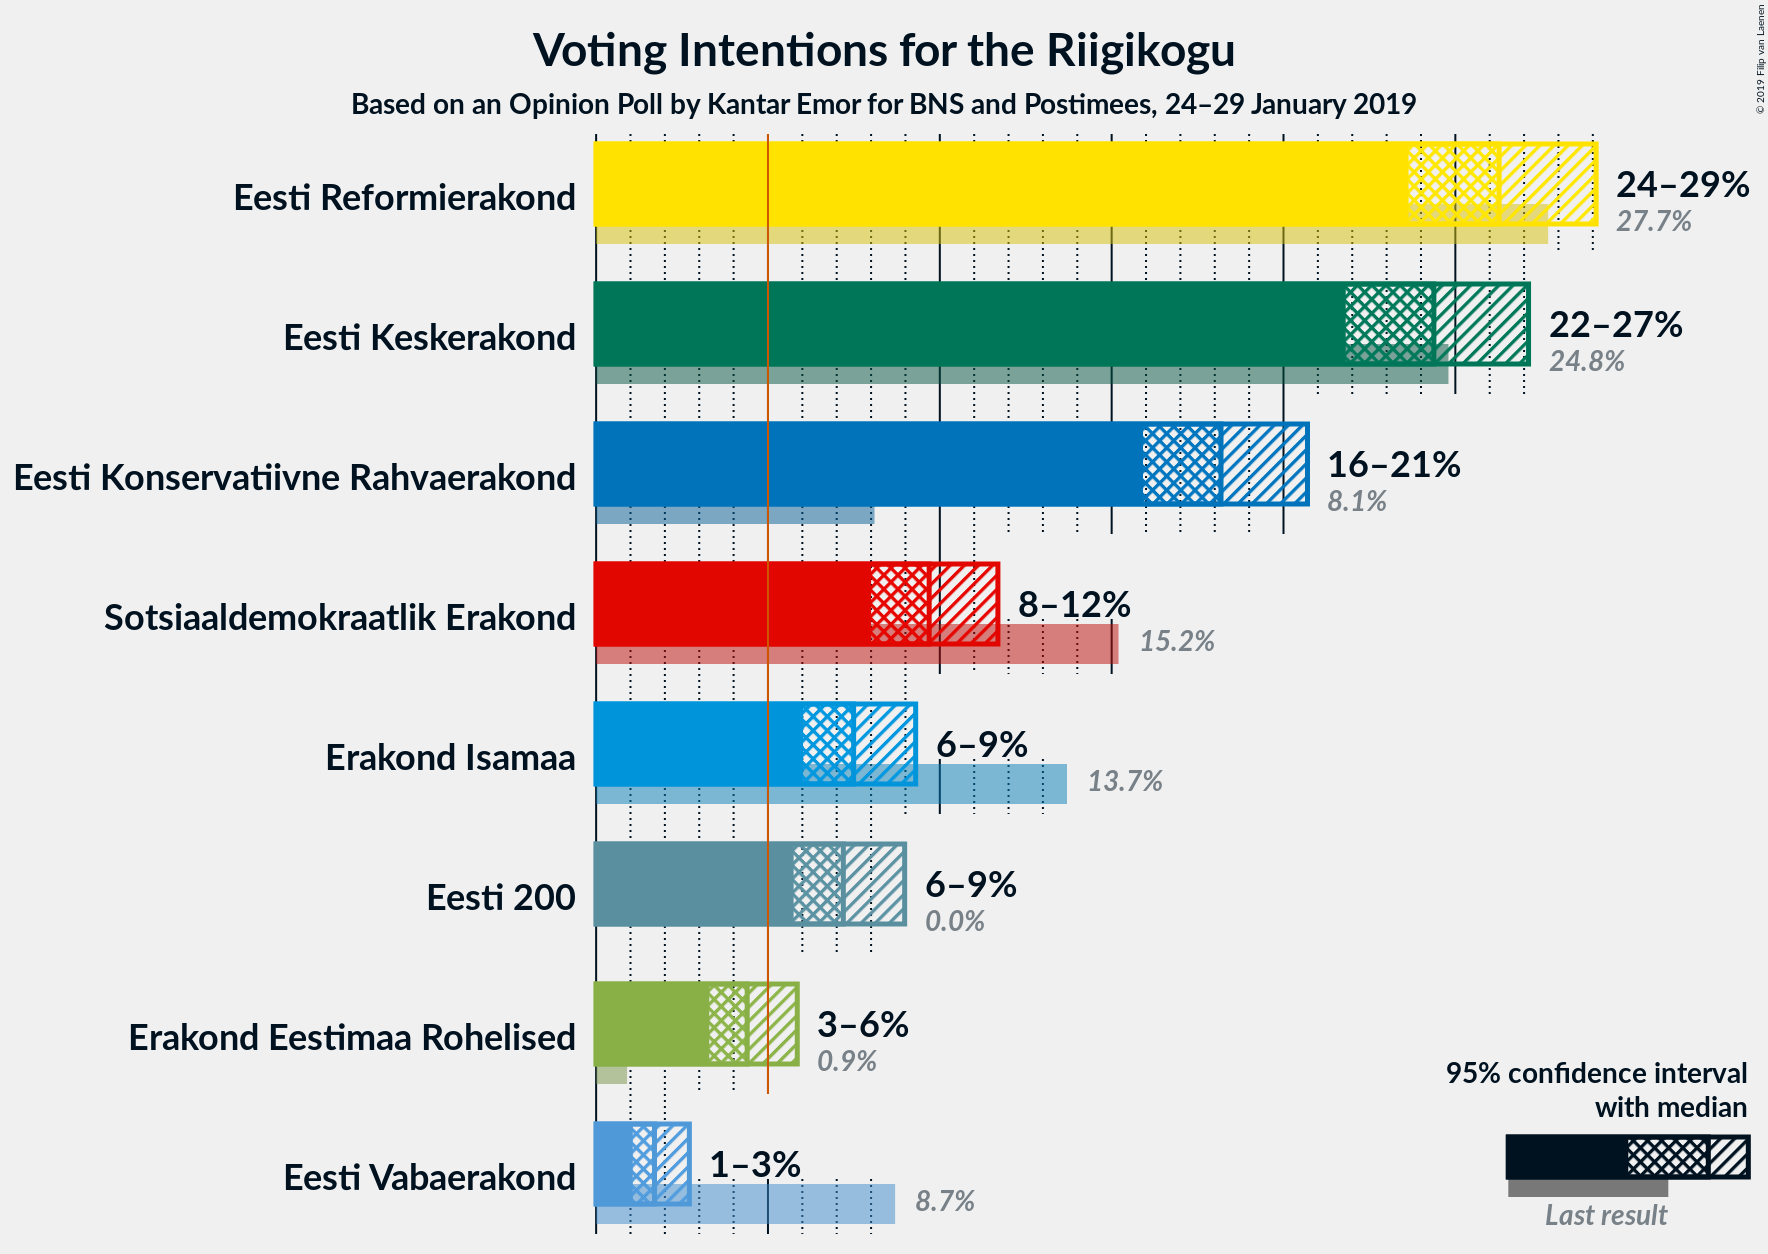 Voting Intentions for the Riigikogu
Based on an Opinion Poll by Kantar Emor for BNS and Postimees, 24–29 January 2019
© 2019 Filip van Laenen
Eesti Reformierakond
24–29%
27.7%
Eesti Keskerakond
22–27%
24.8%
Eesti Konservatiivne Rahvaerakond
16–21%
8.1%
Sotsiaaldemokraatlik Erakond
8–12%
15.2%
Erakond Isamaa
6–9%
13.7%
Eesti 200
6–9%
0.0%
Erakond Eestimaa Rohelised
3–6%
0.9%
Eesti Vabaerakond
1–3%
8.7%
95% confidence interval
with median
Last result